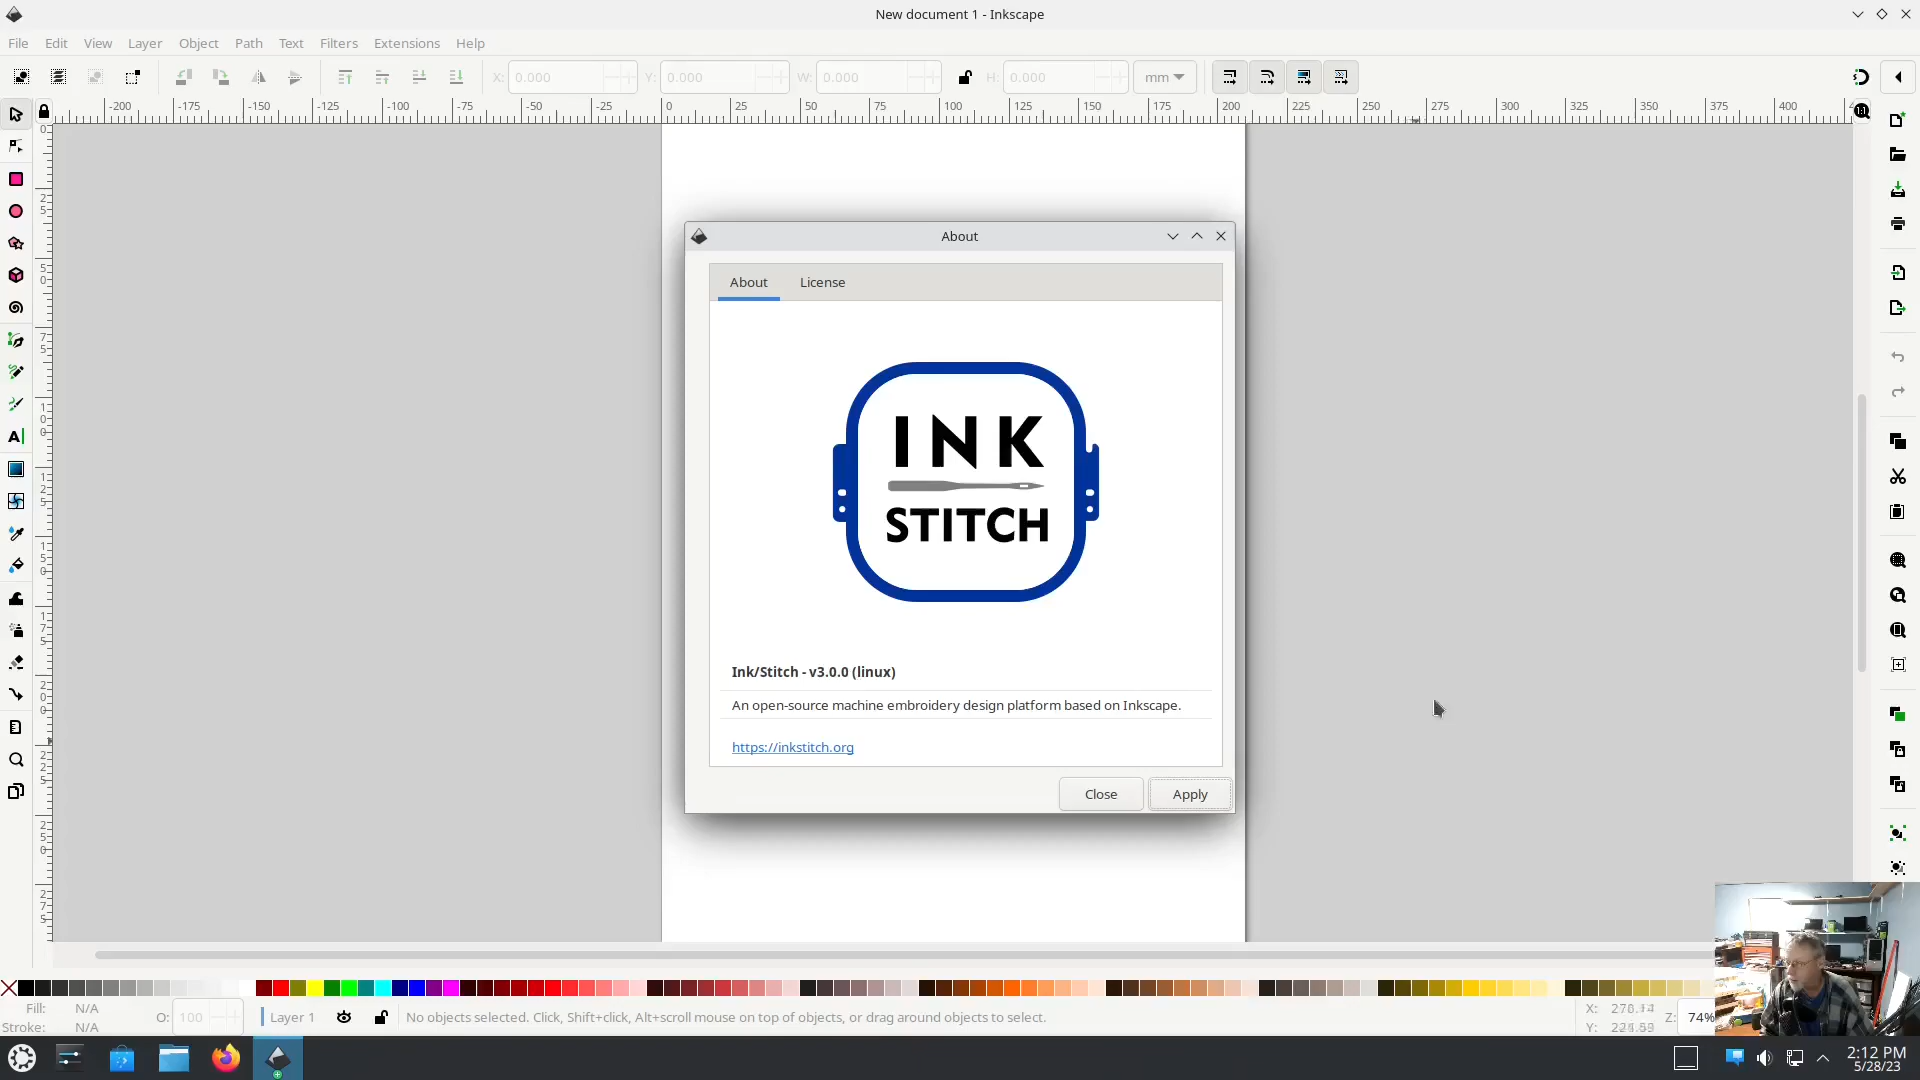 New document 1 - Inkscape
File Edit View Layer Object Path Text Filters Extensions Help
X: 0.000 Y: 0.000 W: 0.000 H: 0.000 mm
-200 -175 -150 -125 -100 -75 -50 -25 0 25 50 75 100 125 150 175 200 225 250 275 300 325 350 375 400
About
About License
INK
STITCH
Ink/Stitch - v3.0.0 (linux)
An open-source machine embroidery design platform based on Inkscape.
https://inkstitch.org
Close Apply
Fill: N/A
Stroke: N/A
O: 100
Layer 1
No objects selected. Click, Shift+click, Alt+scroll mouse on top of objects, or drag around objects to select.
X:
Y:
Z: 74%
2:12 PM
5/28/23